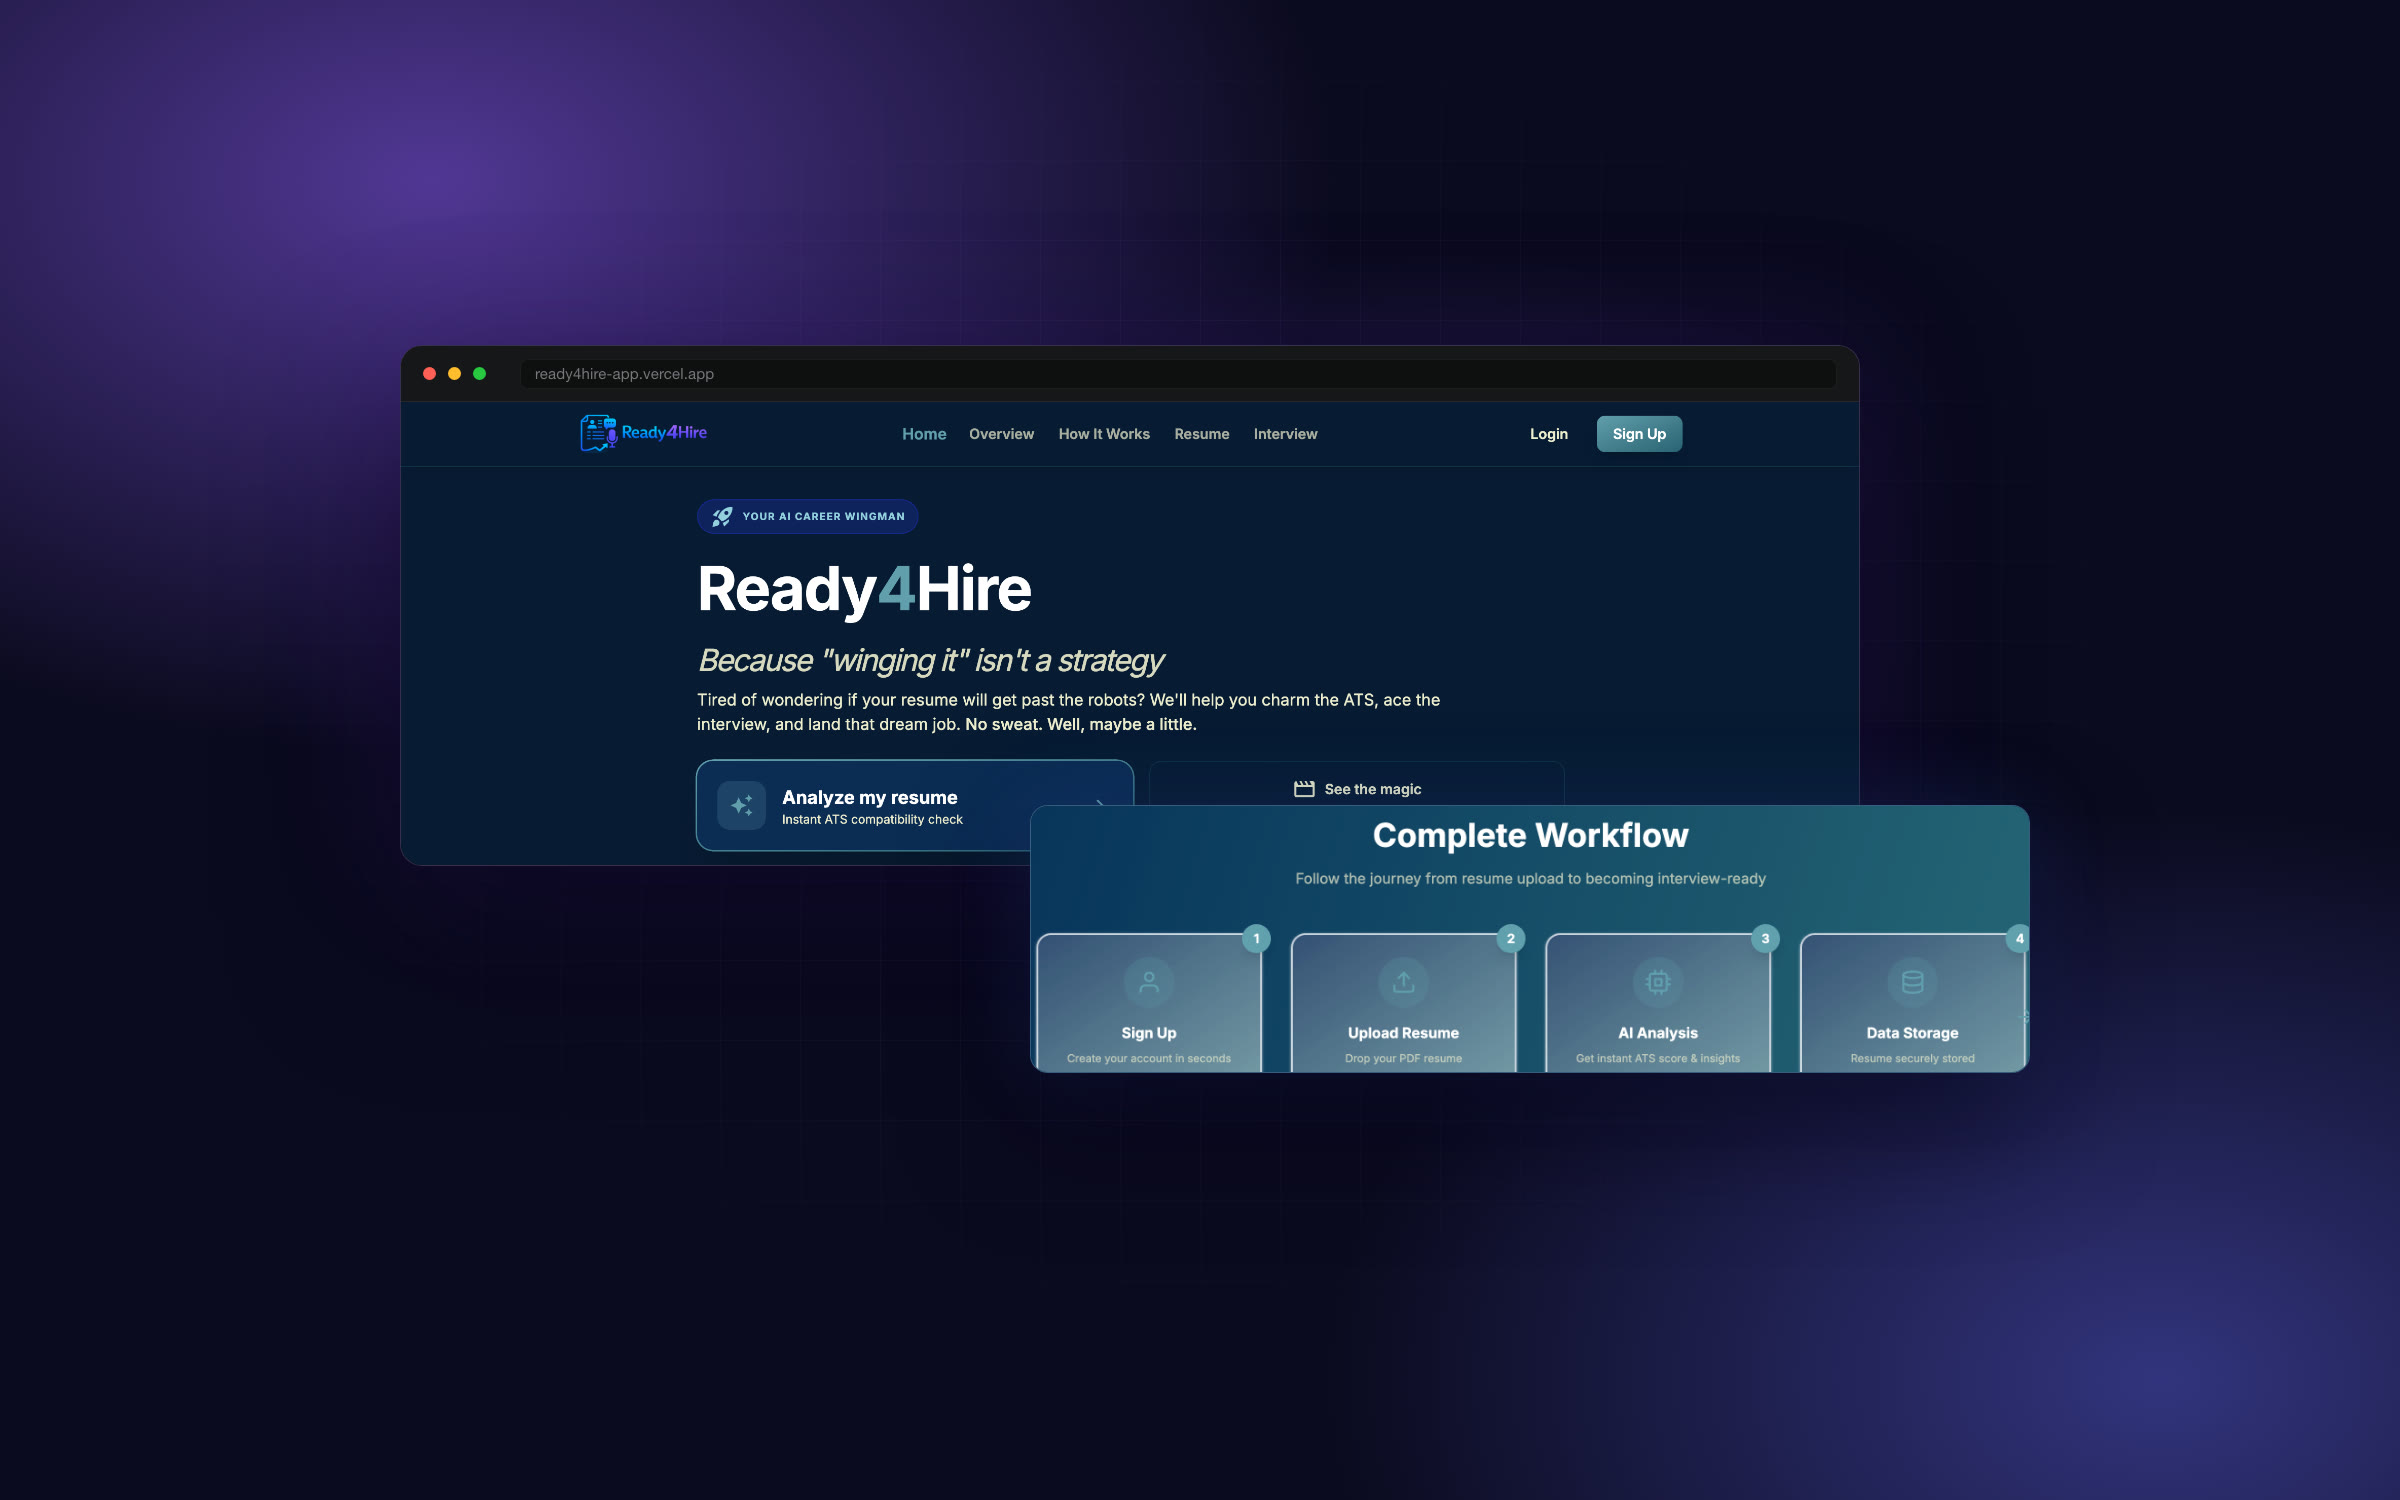 ready4hire-app.vercel.app
Ready4Hire
Home Overview How It Works Resume Interview
Login Sign Up
YOUR AI CAREER WINGMAN
Ready4Hire
Because "winging it" isn't a strategy
Tired of wondering if your resume will get past the robots? We'll help you charm the ATS, ace the
interview, and land that dream job. No sweat. Well, maybe a little.
Analyze my resume
Instant ATS compatibility check
See the magic
Complete Workflow
Follow the journey from resume upload to becoming interview-ready
1
Sign Up
Create your account in seconds
2
Upload Resume
Drop your PDF resume
3
AI Analysis
Get instant ATS score & insights
4
Data Storage
Resume securely stored